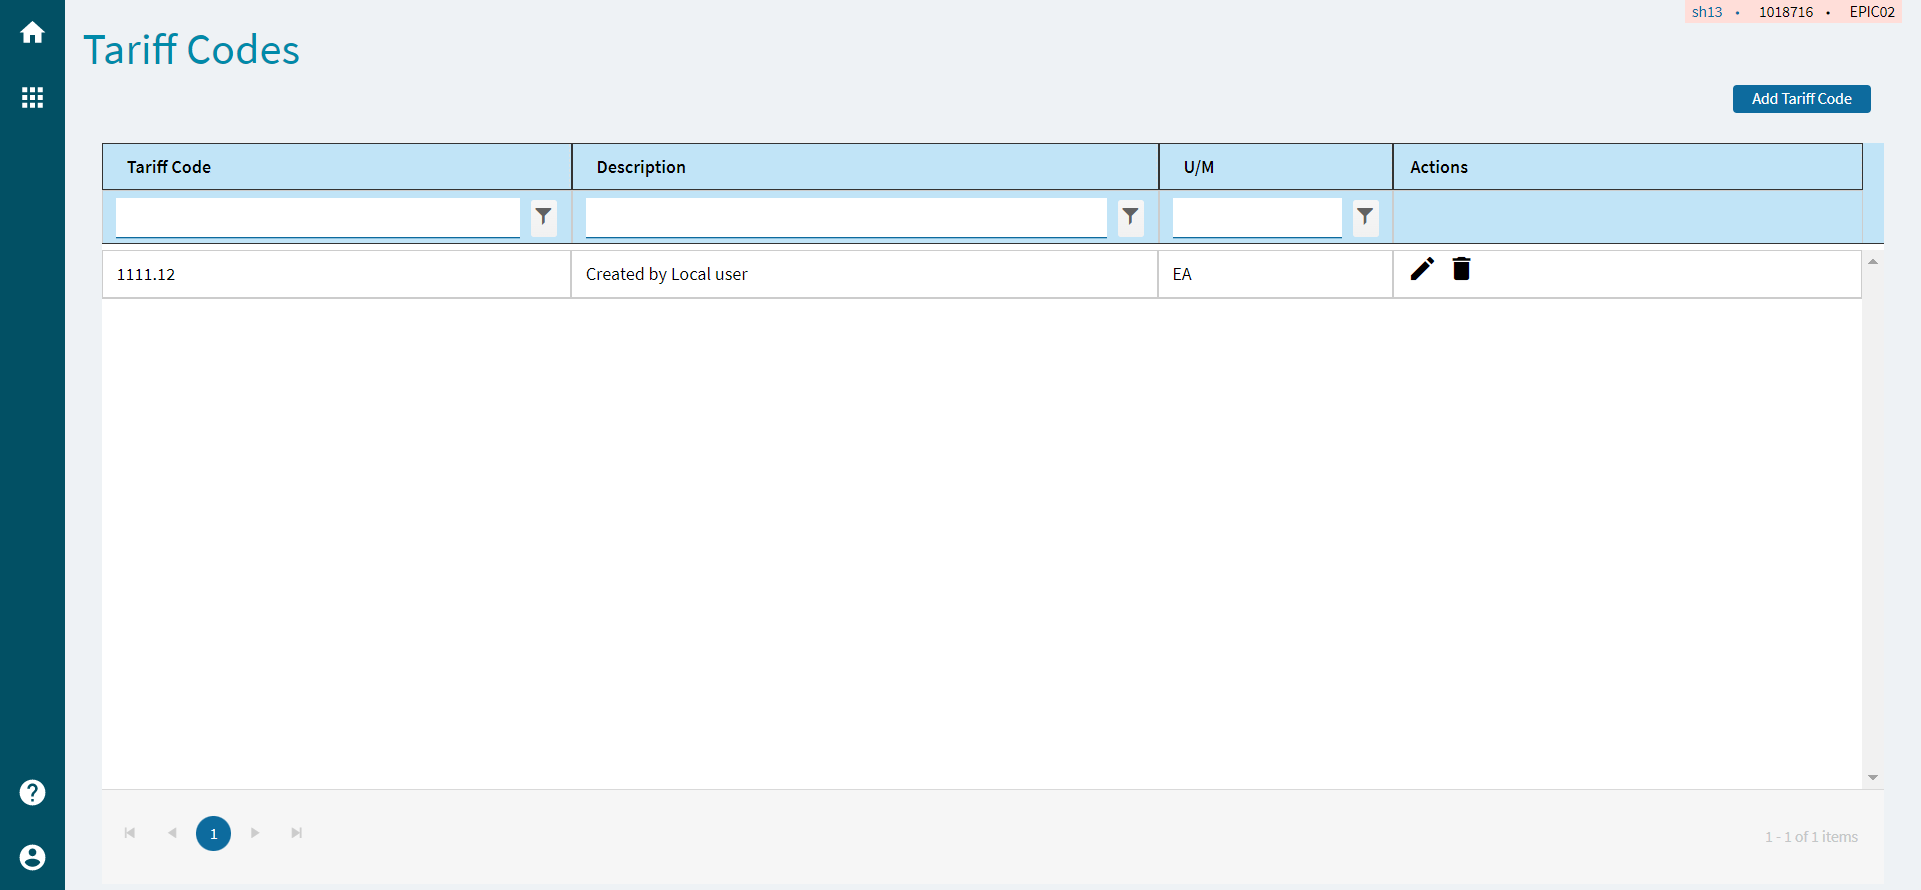 sh13 • 1018716 • EPIC02
Tariff Codes
Add Tariff Code
Tariff Code Description U/M Actions
1111.12 Created by Local user EA
1
1 - 1 of 1 items